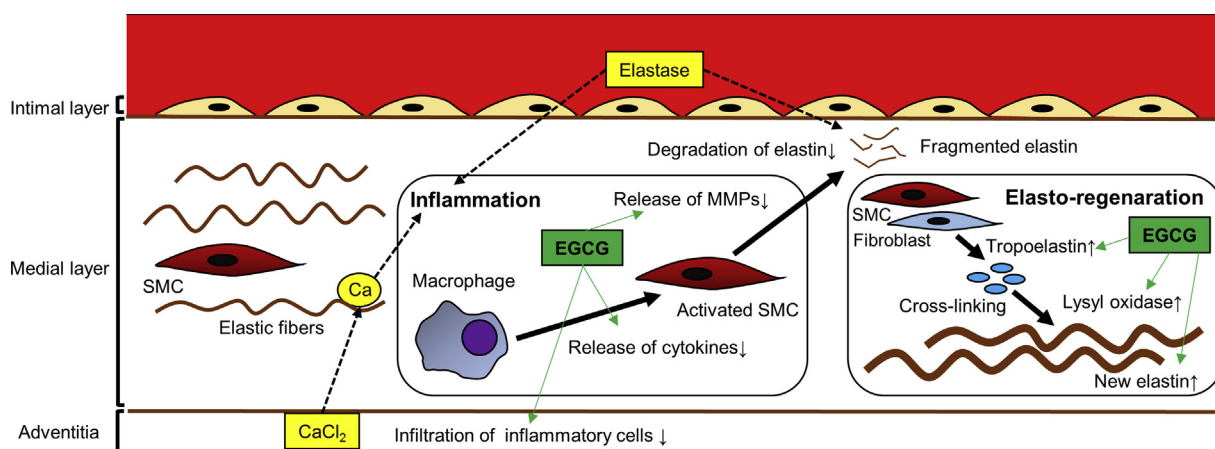 Elastase
Intimal layer
Degradation of elastin↓
Fragmented elastin
Inflammation
Release of MMPs↓
Elasto-regenaration
SMC
Fibroblast
EGCG
EGCG
Tropoelastin↑
Medial layer
SMC
Ca
Macrophage
Activated SMC
Cross-linking
Lysyl oxidase↑
Elastic fibers
Release of cytokines↓
New elastin↑
Adventitia
CaCl₂
Infiltration of inflammatory cells ↓